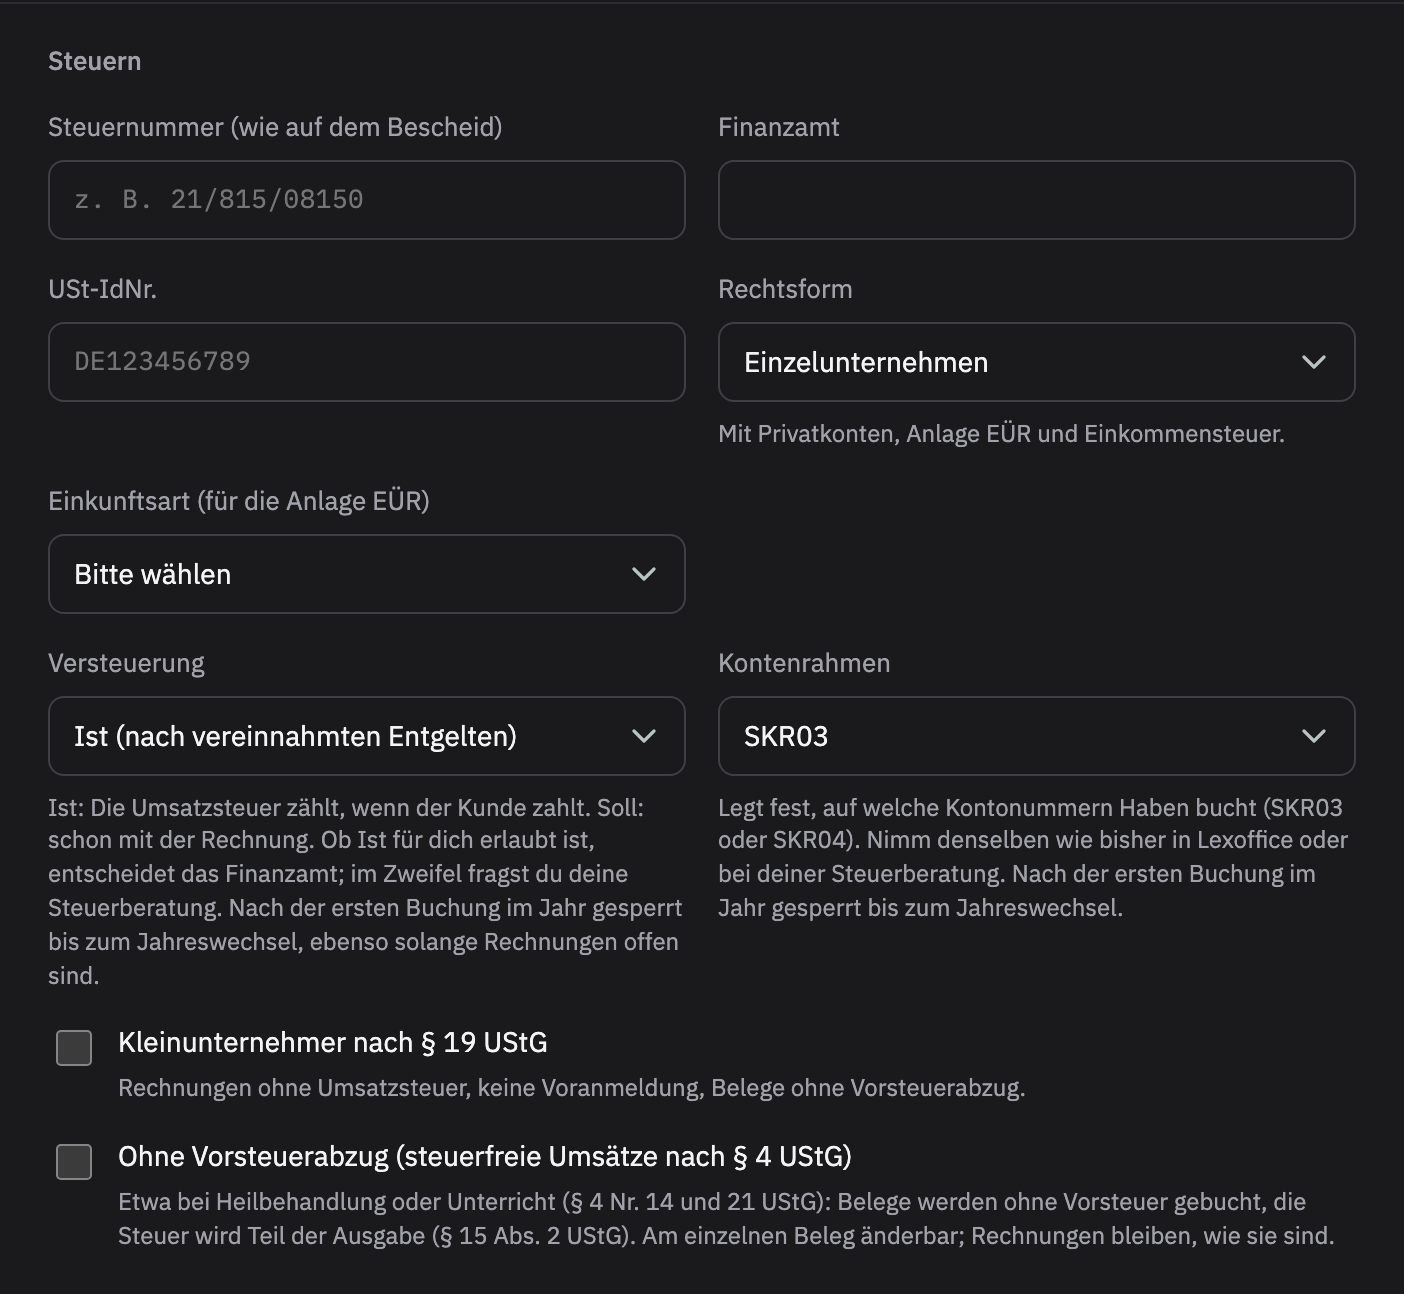 Steuern
Steuernummer (wie auf dem Bescheid)
Finanzamt
z. B. 21/815/08150
USt-IdNr.
Rechtsform
DE123456789
Einzelunternehmen
Mit Privatkonten, Anlage EÜR und Einkommensteuer.
Einkunftsart (für die Anlage EÜR)
Bitte wählen
Versteuerung
Kontenrahmen
Ist (nach vereinnahmten Entgelten)
SKR03
Ist: Die Umsatzsteuer zählt, wenn der Kunde zahlt. Soll:
schon mit der Rechnung. Ob Ist für dich erlaubt ist,
entscheidet das Finanzamt; im Zweifel fragst du deine
Steuerberatung. Nach der ersten Buchung im Jahr gesperrt
bis zum Jahreswechsel, ebenso solange Rechnungen offen
sind.
Legt fest, auf welche Kontonummern Haben bucht (SKR03
oder SKR04). Nimm denselben wie bisher in Lexoffice oder
bei deiner Steuerberatung. Nach der ersten Buchung im
Jahr gesperrt bis zum Jahreswechsel.
Kleinunternehmer nach § 19 UStG
Rechnungen ohne Umsatzsteuer, keine Voranmeldung, Belege ohne Vorsteuerabzug.
Ohne Vorsteuerabzug (steuerfreie Umsätze nach § 4 UStG)
Etwa bei Heilbehandlung oder Unterricht (§ 4 Nr. 14 und 21 UStG): Belege werden ohne Vorsteuer gebucht, die
Steuer wird Teil der Ausgabe (§ 15 Abs. 2 UStG). Am einzelnen Beleg änderbar; Rechnungen bleiben, wie sie sind.